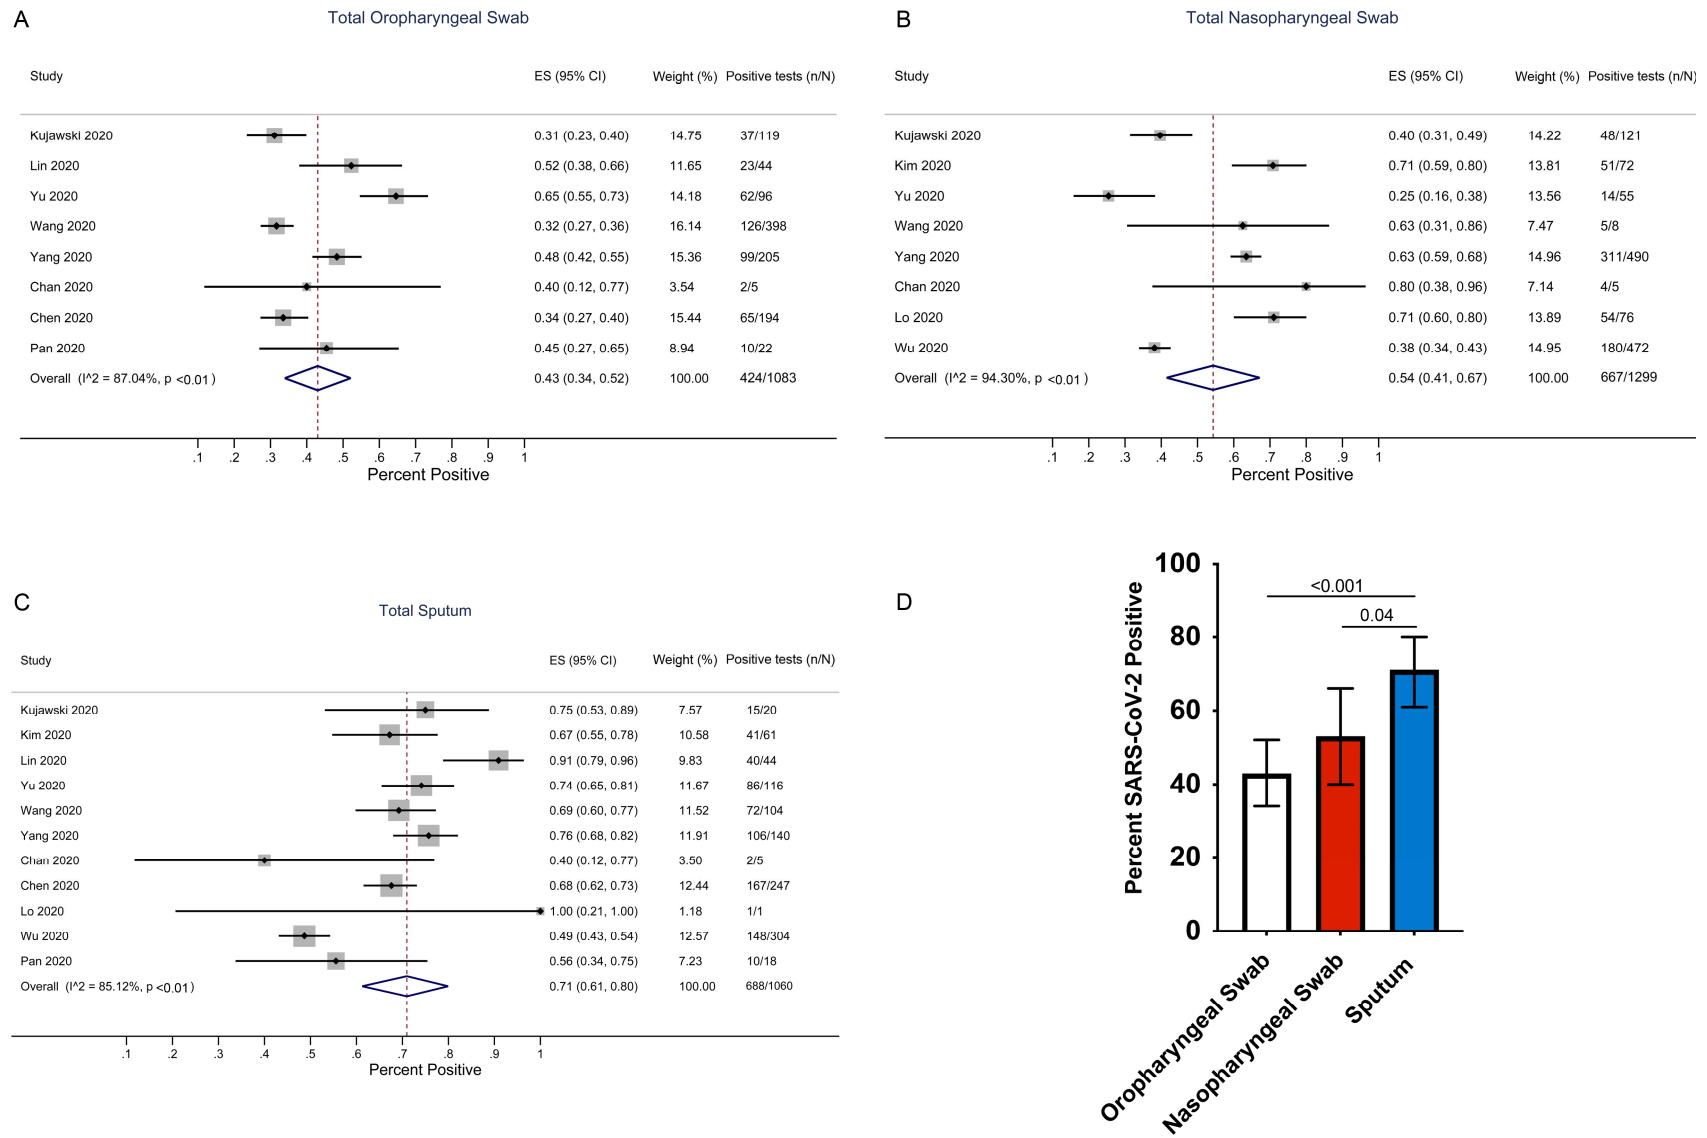 A
Total Oropharyngeal Swab
Study ES (95% CI) Weight (%) Positive tests (n/N)
Kujawski 2020 0.31 (0.23, 0.40) 14.75 37/119
Lin 2020 0.52 (0.38, 0.66) 11.65 23/44
Yu 2020 0.65 (0.55, 0.73) 14.18 62/96
Wang 2020 0.32 (0.27, 0.36) 16.14 126/398
Yang 2020 0.48 (0.42, 0.55) 15.36 99/205
Chan 2020 0.40 (0.12, 0.77) 3.54 2/5
Chen 2020 0.34 (0.27, 0.40) 15.44 65/194
Pan 2020 0.45 (0.27, 0.65) 8.94 10/22
Overall (I^2 = 87.04%, p <0.01) 0.43 (0.34, 0.52) 100.00 424/1083
.1 .2 .3 .4 .5 .6 .7 .8 .9 1
Percent Positive
B
Total Nasopharyngeal Swab
Study ES (95% CI) Weight (%) Positive tests (n/N)
Kujawski 2020 0.40 (0.31, 0.49) 14.22 48/121
Kim 2020 0.71 (0.59, 0.80) 13.81 51/72
Yu 2020 0.25 (0.16, 0.38) 13.56 14/55
Wang 2020 0.63 (0.31, 0.86) 7.47 5/8
Yang 2020 0.63 (0.59, 0.68) 14.96 311/490
Chan 2020 0.80 (0.38, 0.96) 7.14 4/5
Lo 2020 0.71 (0.60, 0.80) 13.89 54/76
Wu 2020 0.38 (0.34, 0.43) 14.95 180/472
Overall (I^2 = 94.30%, p <0.01) 0.54 (0.41, 0.67) 100.00 667/1299
.1 .2 .3 .4 .5 .6 .7 .8 .9 1
Percent Positive
C
Total Sputum
Study ES (95% CI) Weight (%) Positive tests (n/N)
Kujawski 2020 0.75 (0.53, 0.89) 7.57 15/20
Kim 2020 0.67 (0.55, 0.78) 10.58 41/61
Lin 2020 0.91 (0.79, 0.96) 9.83 40/44
Yu 2020 0.74 (0.65, 0.81) 11.67 86/116
Wang 2020 0.69 (0.60, 0.77) 11.52 72/104
Yang 2020 0.76 (0.68, 0.82) 11.91 106/140
Chan 2020 0.40 (0.12, 0.77) 3.50 2/5
Chen 2020 0.68 (0.62, 0.73) 12.44 167/247
Lo 2020 1.00 (0.21, 1.00) 1.18 1/1
Wu 2020 0.49 (0.43, 0.54) 12.57 148/304
Pan 2020 0.56 (0.34, 0.75) 7.23 10/18
Overall (I^2 = 85.12%, p <0.01) 0.71 (0.61, 0.80) 100.00 688/1060
.1 .2 .3 .4 .5 .6 .7 .8 .9 1
Percent Positive
D
Percent SARS-CoV-2 Positive
100
80
60
40
20
0
<0.001
0.04
Oropharyngeal Swab
Nasopharyngeal Swab
Sputum